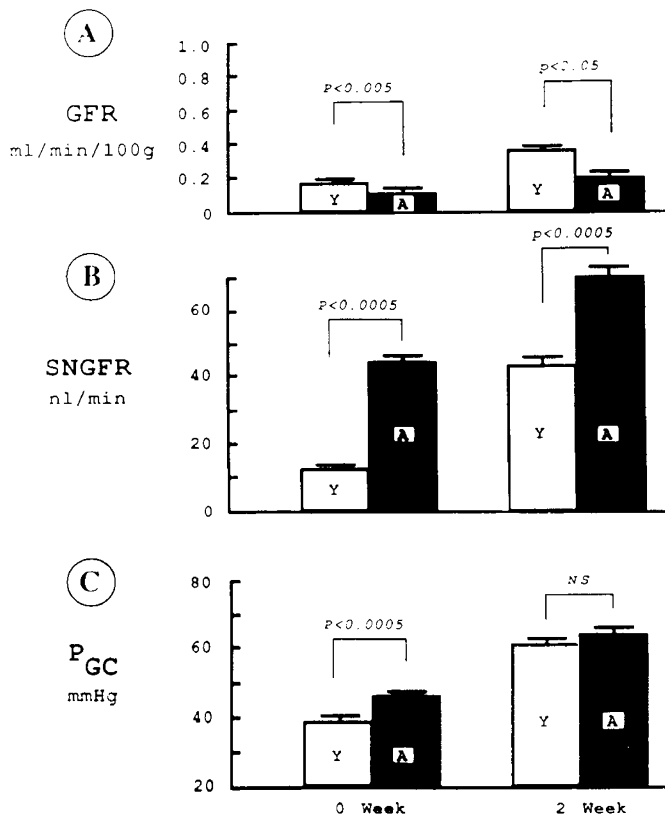 A
GFR
ml/min/100g
1.0
0.8
0.6
0.4
0.2
0
P<0.005
p<0.05
Y
A
Y
A
B
SNGFR
nl/min
60
40
20
0
P<0.0005
p<0.0005
Y
A
Y
A
C
PGC
mmHg
80
60
40
20
P<0.0005
NS
Y
A
Y
A
0 Week
2 Week